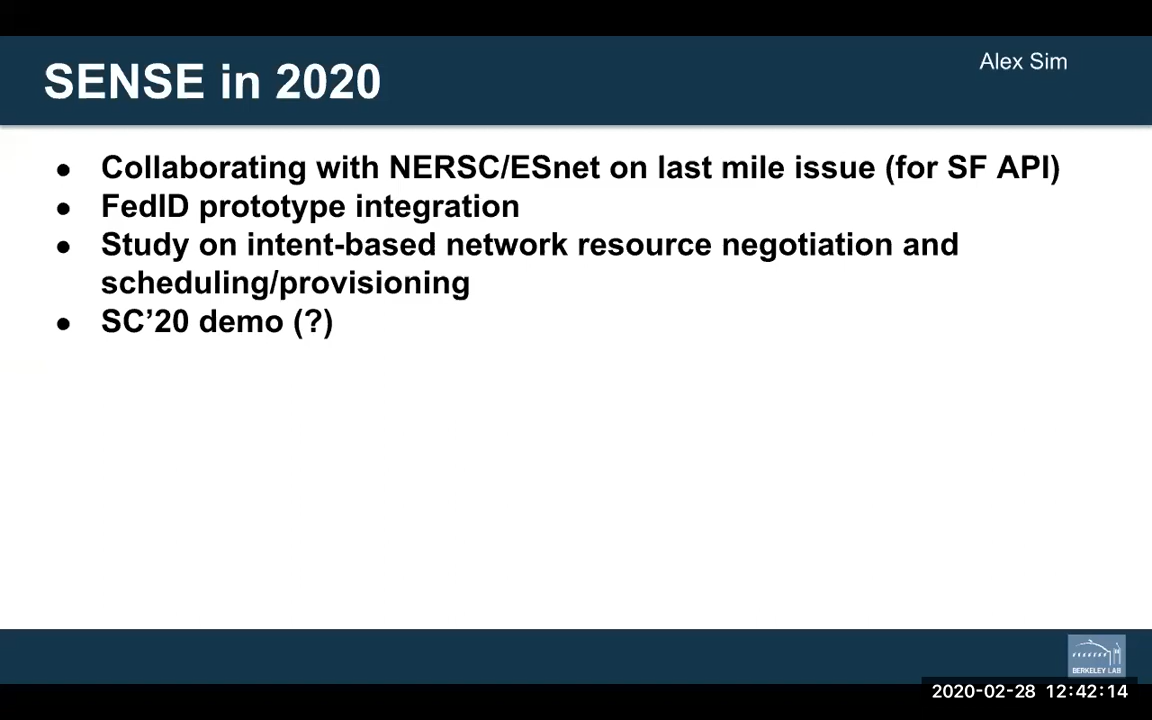 Alex Sim
SENSE in 2020
● Collaborating with NERSC/ESnet on last mile issue (for SF API)
● FedID prototype integration
● Study on intent-based network resource negotiation and
scheduling/provisioning
● SC’20 demo (?)
BERKELEY LAB
2020-02-28 12:42:14